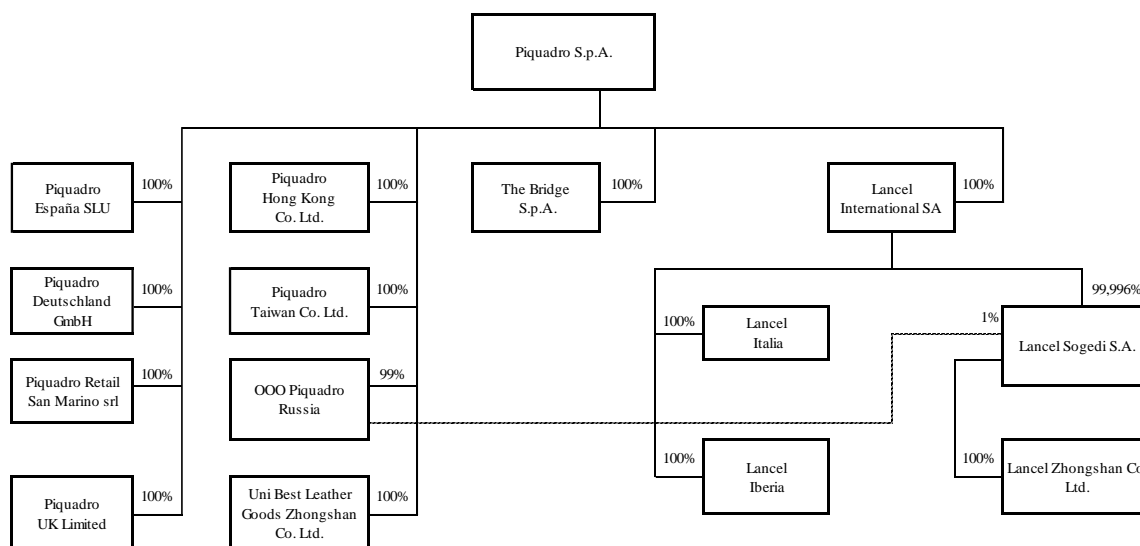 Piquadro S.p.A.
Piquadro
España SLU
100%
Piquadro
Hong Kong
Co. Ltd.
100%
The Bridge
S.p.A.
100%
Lancel
International SA
100%
Piquadro
Deutschland
GmbH
100%
Piquadro
Taiwan Co. Ltd.
100%
100%
Lancel
Italia
99,996%
1%
Lancel Sogedi S.A.
Piquadro Retail
San Marino srl
100%
OOO Piquadro
Russia
99%
Piquadro
UK Limited
100%
Uni Best Leather
Goods Zhongshan
Co. Ltd.
100%
100%
Lancel
Iberia
100%
Lancel Zhongshan Co
Ltd.